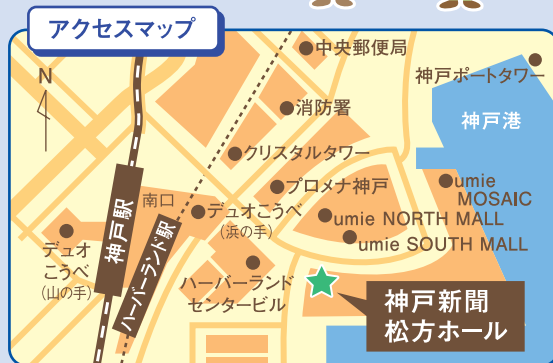 アクセスマップ
N
中央郵便局
神戸ポートタワー
消防署
神戸港
クリスタルタワー
プロメナ神戸
umie
MOSAIC
南口
デュオこうべ
(浜の手)
umie NORTH MALL
umie SOUTH MALL
神戸駅
ハーバーランド駅
デュオ
こうべ
(山の手)
ハーバーランド
センタービル
神戸新聞
松方ホール